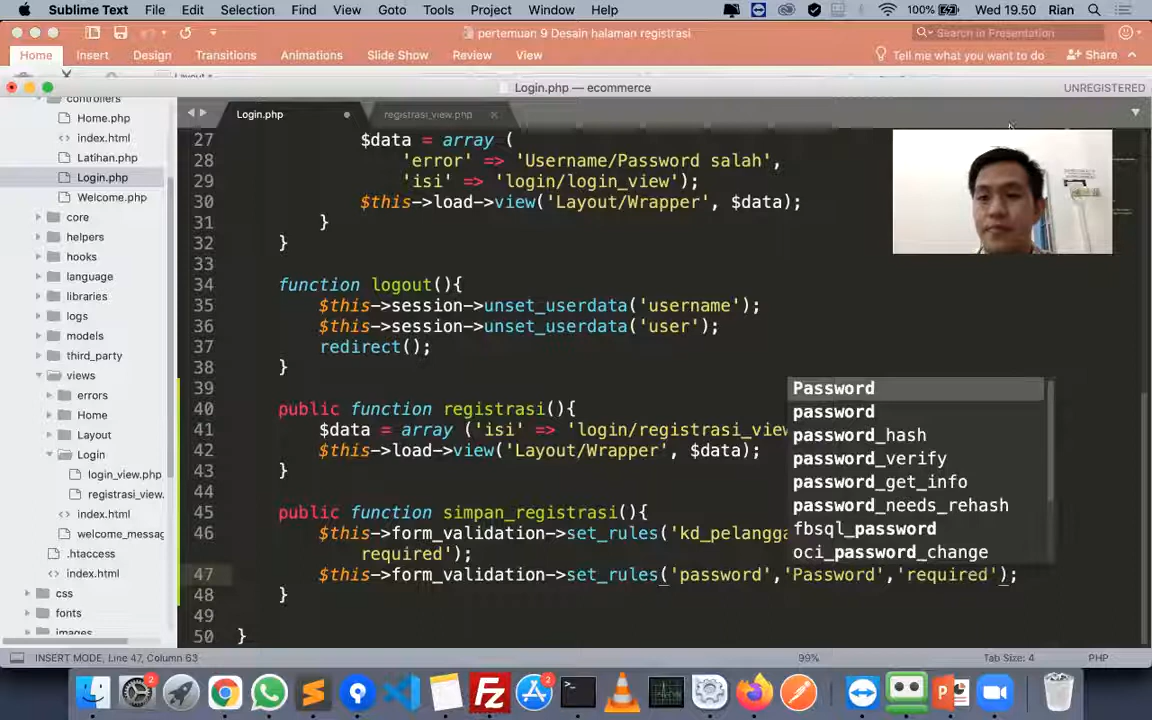 Sublime Text File Edit Selection Find View Goto Tools Project Window Help 100% Wed 19.50 Rian
pertemuan 9 Desain halaman registrasi
Search in Presentation
Home Insert Design Transitions Animations Slide Show Review View Tell me what you want to do Share
Login.php — ecommerce
UNREGISTERED
controllers
Home.php
index.html
Latihan.php
Login.php
Welcome.php
core
helpers
hooks
language
libraries
logs
models
third_party
views
errors
Home
Layout
Login
login_view.php
registrasi_view.
index.html
welcome_messag
.htaccess
index.html
css
fonts
images
Login.php
registrasi_view.php
27 $data = array (
28 'error' => 'Username/Password salah',
29 'isi' => 'login/login_view');
30 $this->load->view('Layout/Wrapper', $data);
31 }
32 }
33
34 function logout(){
35 $this->session->unset_userdata('username');
36 $this->session->unset_userdata('user');
37 redirect();
38 }
39
40 public function registrasi(){
41 $data = array ('isi' => 'login/registrasi_view
42 $this->load->view('Layout/Wrapper', $data);
43 }
44
45 public function simpan_registrasi(){
46 $this->form_validation->set_rules('kd_pelangga
required');
47 $this->form_validation->set_rules('password','Password','required');
48 }
49
50 }
Password
password
password_hash
password_verify
password_get_info
password_needs_rehash
fbsql_password
oci_password_change
INSERT MODE, Line 47, Column 63
99%
Tab Size: 4
PHP
2
2